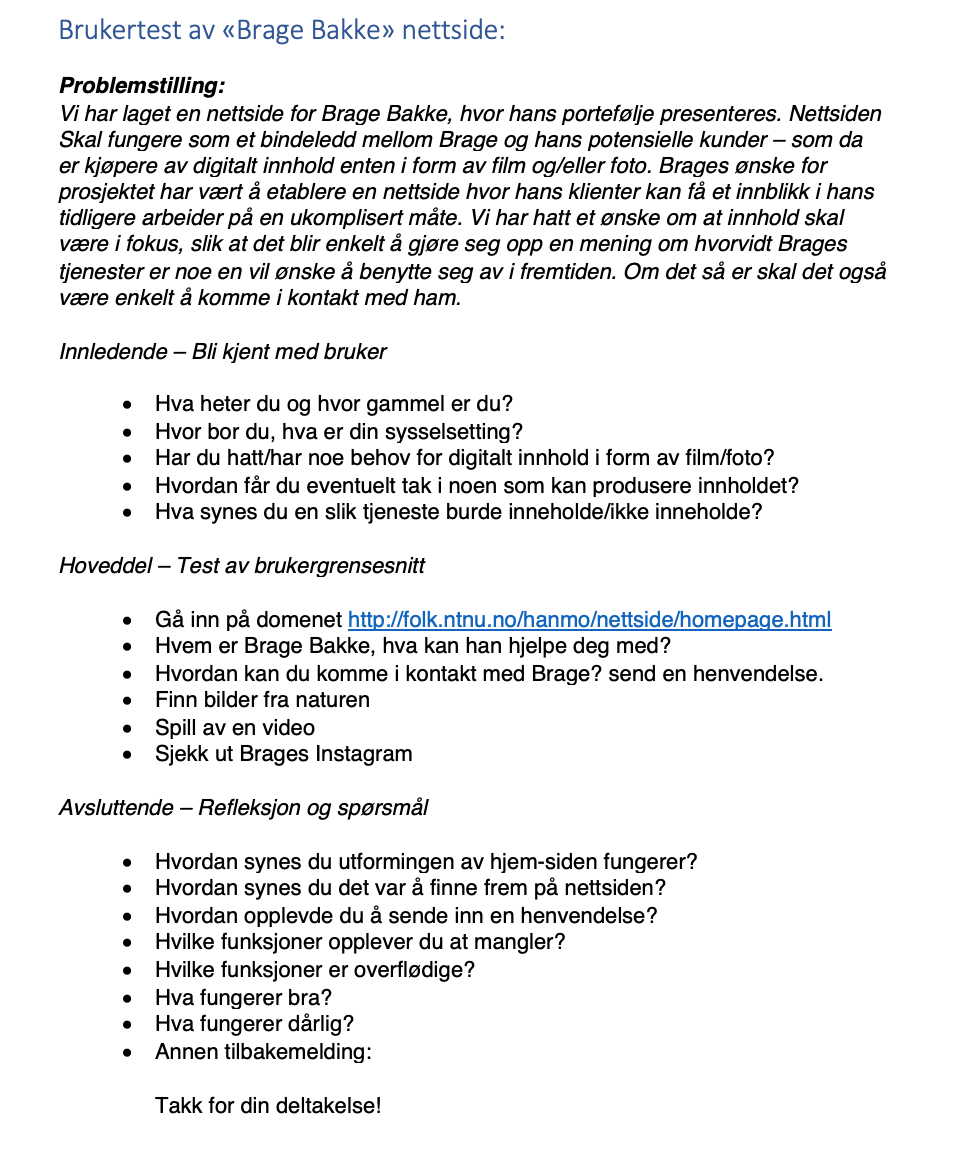 Brukertest av «Brage Bakke» nettside:
Problemstilling:
Vi har laget en nettside for Brage Bakke, hvor hans portefølje presenteres. Nettsiden
Skal fungere som et bindeledd mellom Brage og hans potensielle kunder – som da
er kjøpere av digitalt innhold enten i form av film og/eller foto. Brages ønske for
prosjektet har vært å etablere en nettside hvor hans klienter kan få et innblikk i hans
tidligere arbeider på en ukomplisert måte. Vi har hatt et ønske om at innhold skal
være i fokus, slik at det blir enkelt å gjøre seg opp en mening om hvorvidt Brages
tjenester er noe en vil ønske å benytte seg av i fremtiden. Om det så er skal det også
være enkelt å komme i kontakt med ham.
Innledende – Bli kjent med bruker
• Hva heter du og hvor gammel er du?
• Hvor bor du, hva er din sysselsetting?
• Har du hatt/har noe behov for digitalt innhold i form av film/foto?
• Hvordan får du eventuelt tak i noen som kan produsere innholdet?
• Hva synes du en slik tjeneste burde inneholde/ikke inneholde?
Hoveddel – Test av brukergrensesnitt
• Gå inn på domenet http://folk.ntnu.no/hanmo/nettside/homepage.html
• Hvem er Brage Bakke, hva kan han hjelpe deg med?
• Hvordan kan du komme i kontakt med Brage? send en henvendelse.
• Finn bilder fra naturen
• Spill av en video
• Sjekk ut Brages Instagram
Avsluttende – Refleksjon og spørsmål
• Hvordan synes du utformingen av hjem-siden fungerer?
• Hvordan synes du det var å finne frem på nettsiden?
• Hvordan opplevde du å sende inn en henvendelse?
• Hvilke funksjoner opplever du at mangler?
• Hvilke funksjoner er overflødige?
• Hva fungerer bra?
• Hva fungerer dårlig?
• Annen tilbakemelding:
Takk for din deltakelse!